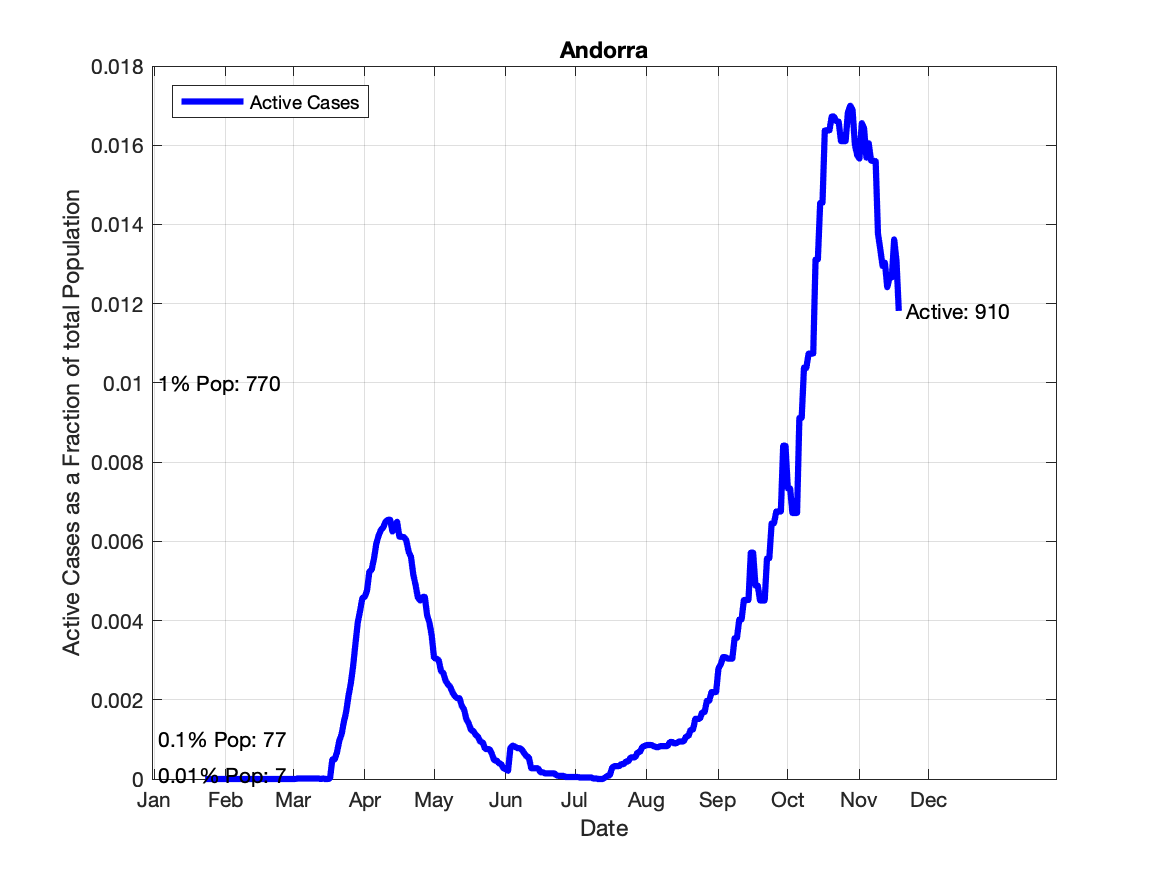 Andorra
Active Cases
Active Cases as a Fraction of total Population
0.018
0.016
0.014
0.012
0.01
0.008
0.006
0.004
0.002
0
Active: 910
1% Pop: 770
0.1% Pop: 77
0.01% Pop: 7
Jan Feb Mar Apr May Jun Jul Aug Sep Oct Nov Dec
Date